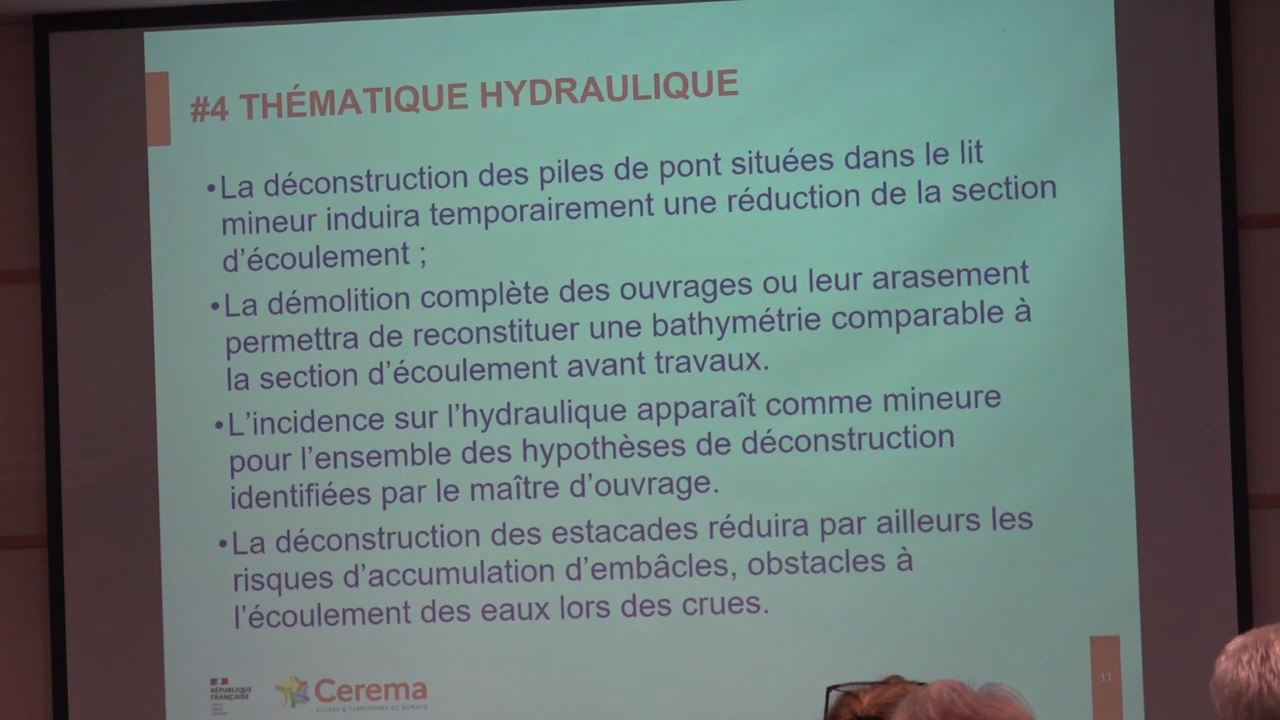 #4 THÉMATIQUE HYDRAULIQUE
•La déconstruction des piles de pont situées dans le lit
mineur induira temporairement une réduction de la section
d'écoulement ;
•La démolition complète des ouvrages ou leur arasement
permettra de reconstituer une bathymétrie comparable à
la section d'écoulement avant travaux.
•L'incidence sur l'hydraulique apparaît comme mineure
pour l'ensemble des hypothèses de déconstruction
identifiées par le maître d'ouvrage.
•La déconstruction des estacades réduira par ailleurs les
risques d'accumulation d'embâcles, obstacles à
l'écoulement des eaux lors des crues.
RÉPUBLIQUE
FRANÇAISE
Cerema
CLIMAT & TERRITOIRES DE DEMAIN
11